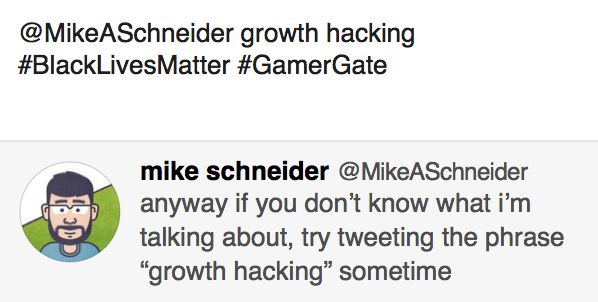 @MikeASchneider growth hacking
#BlackLivesMatter #GamerGate
mike schneider @MikeASchneider
anyway if you don’t know what i’m
talking about, try tweeting the phrase
“growth hacking” sometime